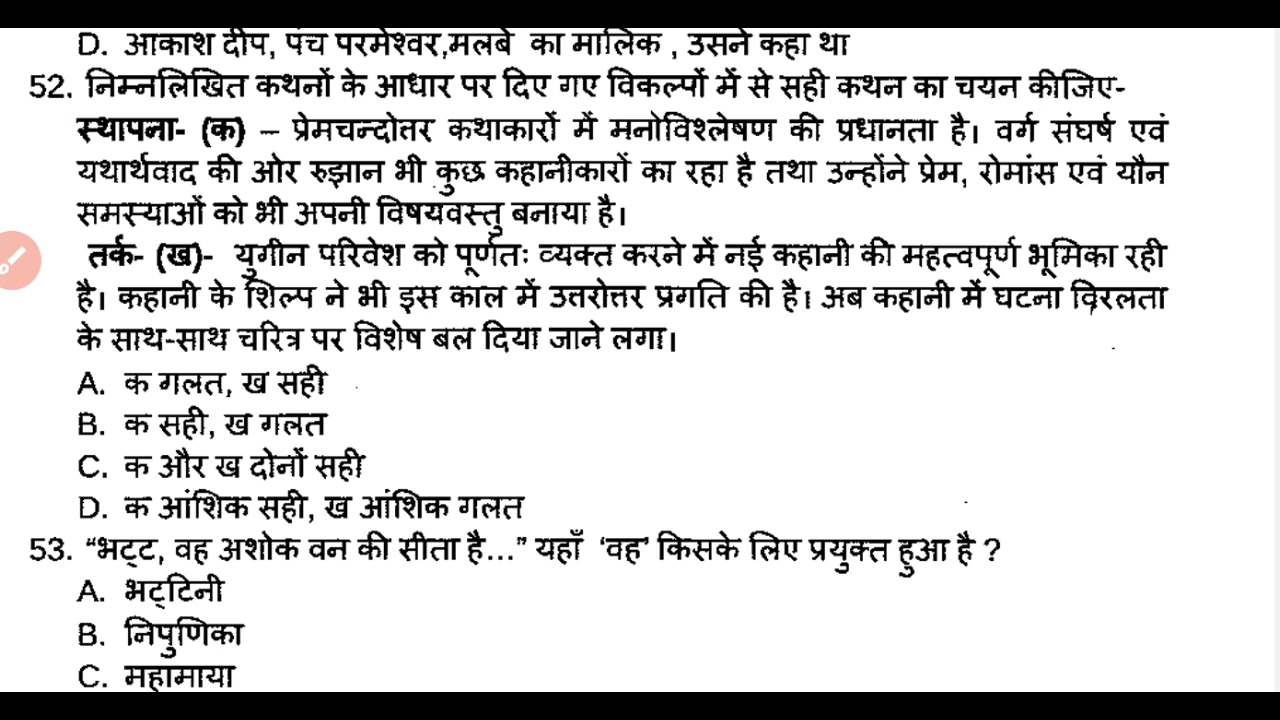 D. आकाश दीप, पंच परमेश्वर,मलबे का मालिक , उसने कहा था
52. निम्नलिखित कथनों के आधार पर दिए गए विकल्पों में से सही कथन का चयन कीजिए-
स्थापना- (क) – प्रेमचन्दोत्तर कथाकारों में मनोविश्लेषण की प्रधानता है। वर्ग संघर्ष एवं
यथार्थवाद की ओर रुझान भी कुछ कहानीकारों का रहा है तथा उन्होंने प्रेम, रोमांस एवं यौन
समस्याओं को भी अपनी विषयवस्तु बनाया है।
तर्क- (ख)- युगीन परिवेश को पूर्णतः व्यक्त करने में नई कहानी की महत्वपूर्ण भूमिका रही
है। कहानी के शिल्प ने भी इस काल में उत्तरोत्तर प्रगति की है। अब कहानी में घटना विरलता
के साथ-साथ चरित्र पर विशेष बल दिया जाने लगा।
A. क गलत, ख सही
B. क सही, ख गलत
C. क और ख दोनों सही
D. क आंशिक सही, ख आंशिक गलत
53. “भट्ट, वह अशोक वन की सीता है...” यहाँ ‘वह’ किसके लिए प्रयुक्त हुआ है ?
A. भट्टिनी
B. निपुणिका
C. महामाया